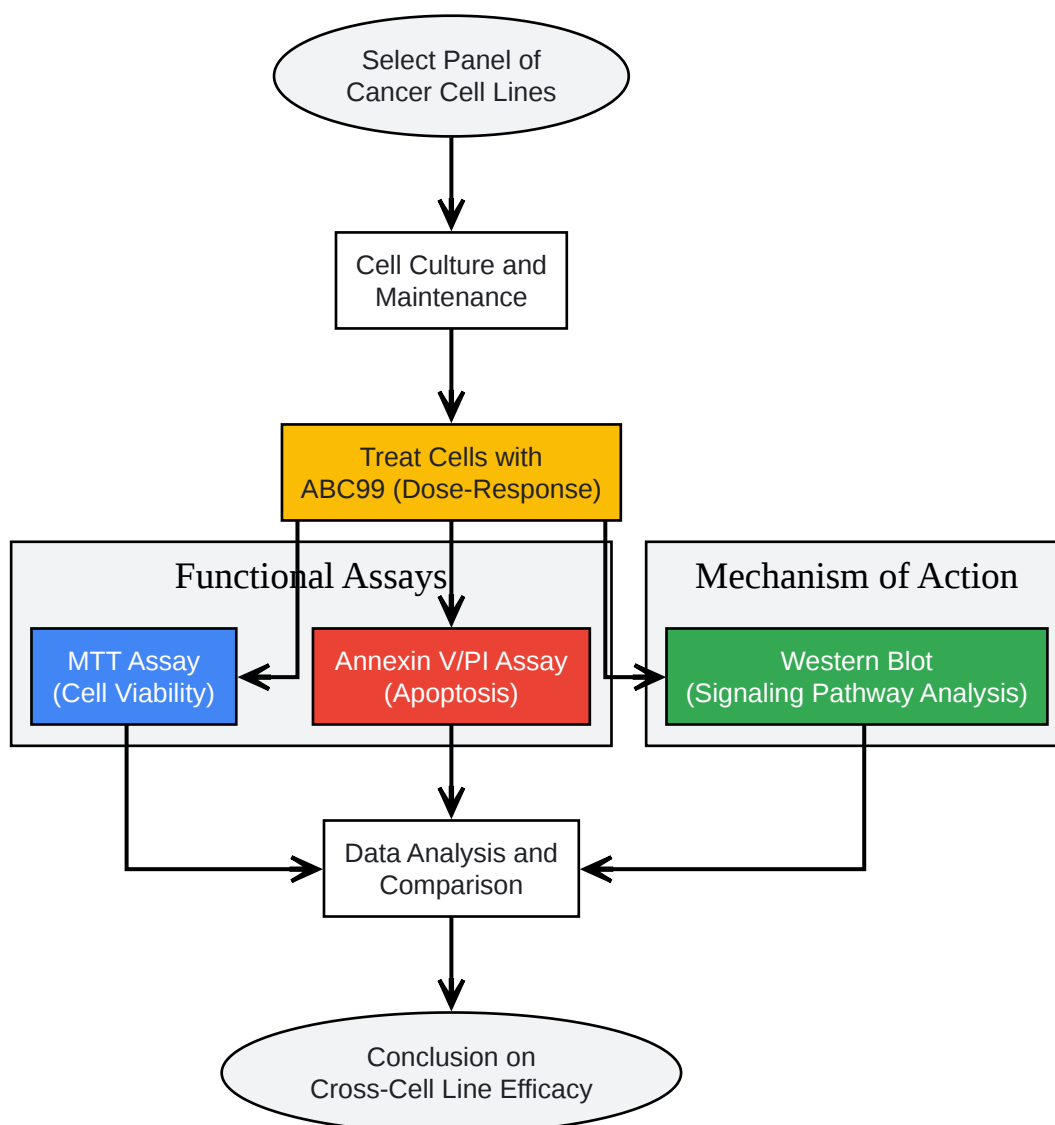 Select Panel of
Cancer Cell Lines
Cell Culture and
Maintenance
Treat Cells with
ABC99 (Dose-Response)
Functional Assays
Mechanism of Action
MTT Assay
(Cell Viability)
Annexin V/PI Assay
(Apoptosis)
Western Blot
(Signaling Pathway Analysis)
Data Analysis and
Comparison
Conclusion on
Cross-Cell Line Efficacy